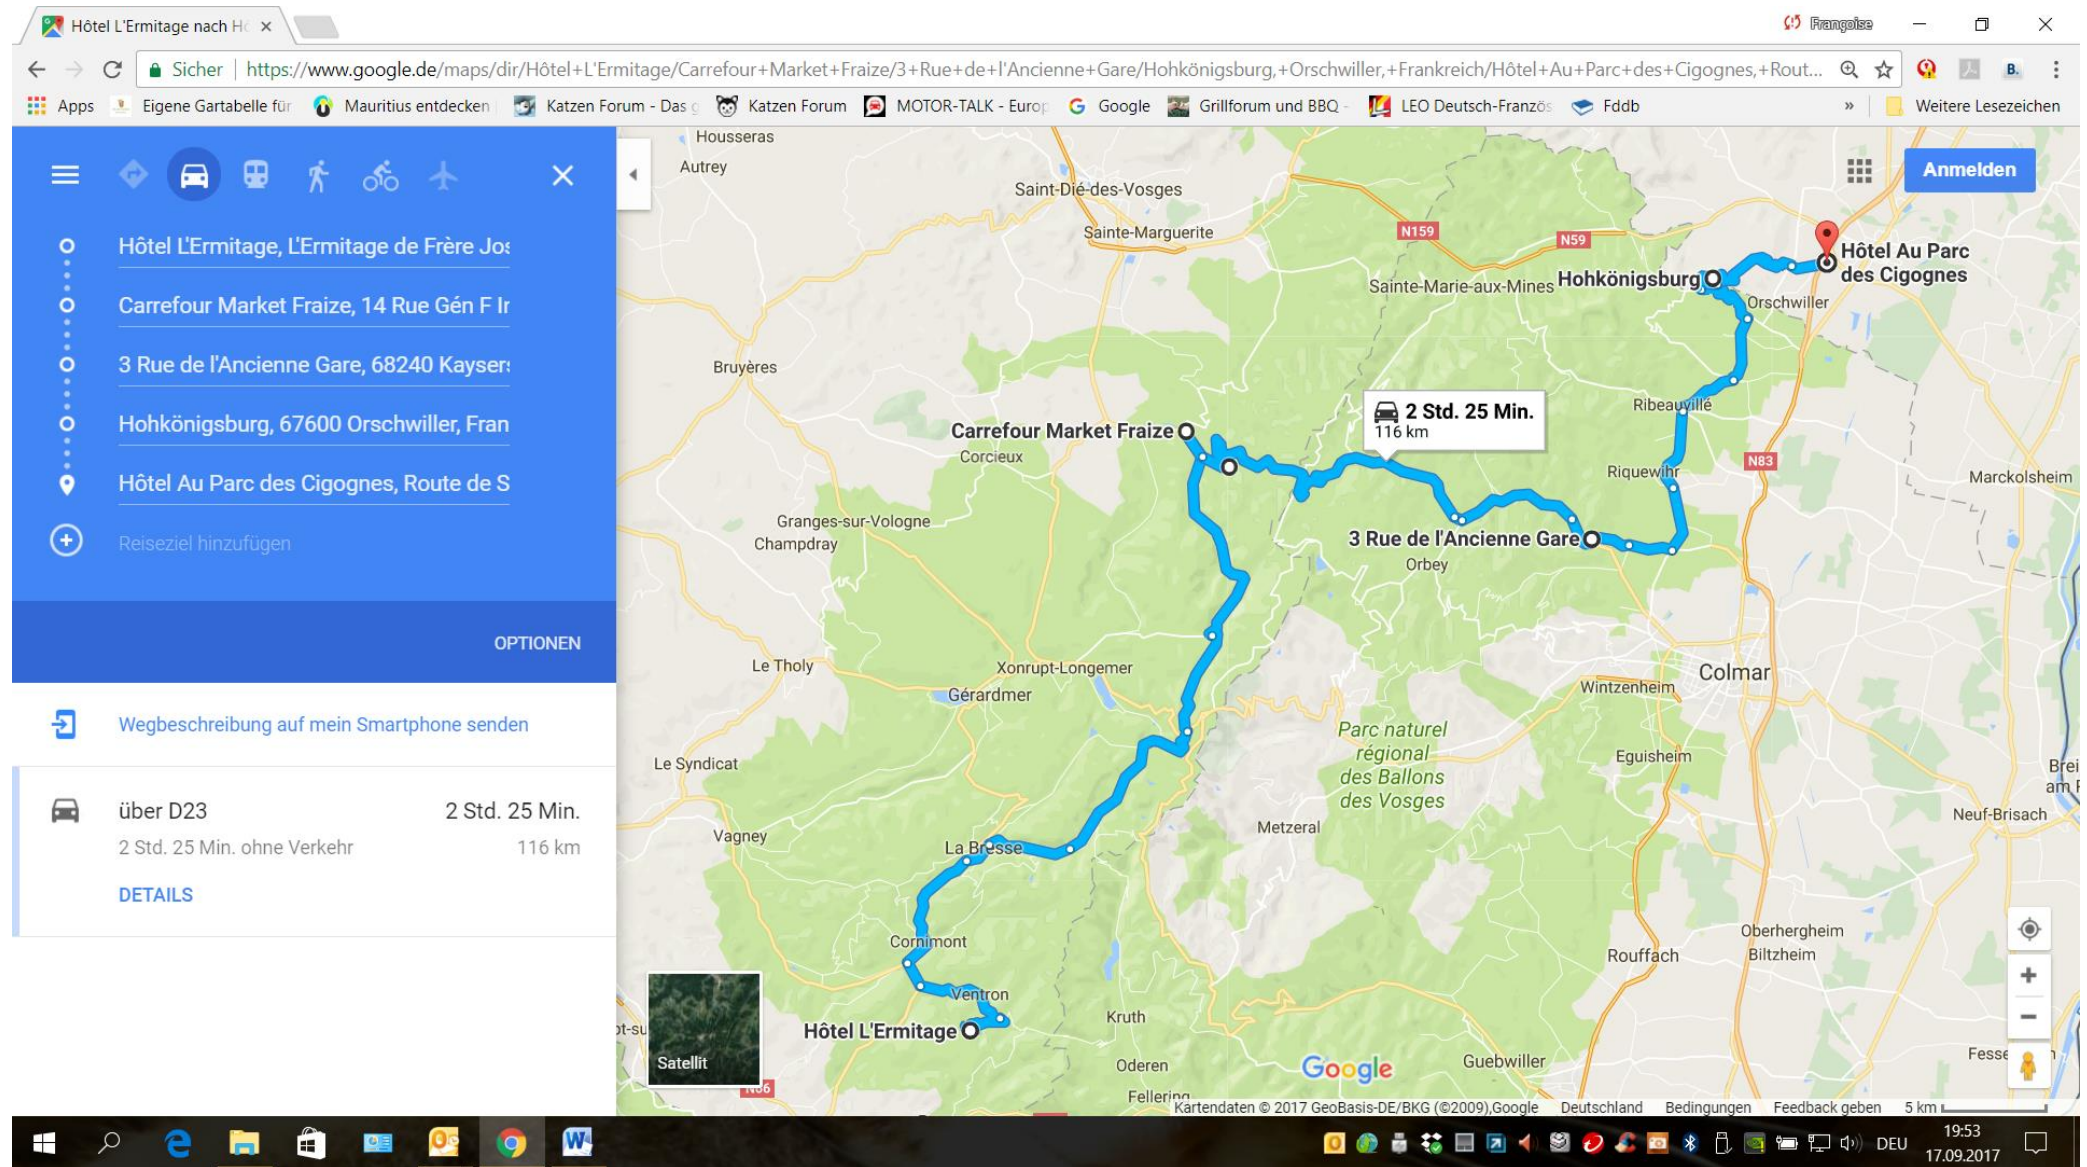 Hôtel L'Ermitage nach Hô
Françoise
Sicher
https://www.google.de/maps/dir/Hôtel+L'Ermitage/Carrefour+Market+Fraize/3+Rue+de+l'Ancienne+Gare/Hohkönigsburg,+Orschwiller,+Frankreich/Hôtel+Au+Parc+des+Cigognes,+Rout...
Apps
Eigene Gartabelle für
Mauritius entdecken
Katzen Forum - Das g
Katzen Forum
MOTOR-TALK - Europ
Google
Grillforum und BBQ -
LEO Deutsch-Französ
Fddb
»
Weitere Lesezeichen
Hôtel L'Ermitage, L'Ermitage de Frère Jos
Carrefour Market Fraize, 14 Rue Gén F Ir
3 Rue de l'Ancienne Gare, 68240 Kaysers
Hohkönigsburg, 67600 Orschwiller, Fran
Hôtel Au Parc des Cigognes, Route de S
Reiseziel hinzufügen
OPTIONEN
Wegbeschreibung auf mein Smartphone senden
über D23
2 Std. 25 Min.
2 Std. 25 Min. ohne Verkehr
116 km
DETAILS
Housseras
Autrey
Saint-Dié-des-Vosges
Anmelden
Sainte-Marguerite
N159
N59
Hôtel Au Parc
des Cigognes
Hohkönigsburg
Sainte-Marie-aux-Mines
Orschwiller
Bruyères
2 Std. 25 Min.
116 km
Ribeauvillé
Carrefour Market Fraize
Corcieux
Riquewihr
N83
Marckolsheim
Granges-sur-Vologne
Champdray
3 Rue de l'Ancienne Gare
Orbey
Le Tholy
Xonrupt-Longemer
Gérardmer
Colmar
Wintzenheim
Parc naturel
régional
des Ballons
des Vosges
Eguisheim
Le Syndicat
Brei
am
Neuf-Brisach
Vagney
Metzeral
La Bresse
Cornimont
Oberhergheim
Biltzheim
Rouffach
Ventron
Hôtel L'Ermitage
Kruth
Satellit
Oderen
Google
Guebwiller
Fesse
N66
Fellering
Kartendaten © 2017 GeoBasis-DE/BKG (©2009),Google
Deutschland
Bedingungen
Feedback geben
5 km
DEU
19:53
17.09.2017